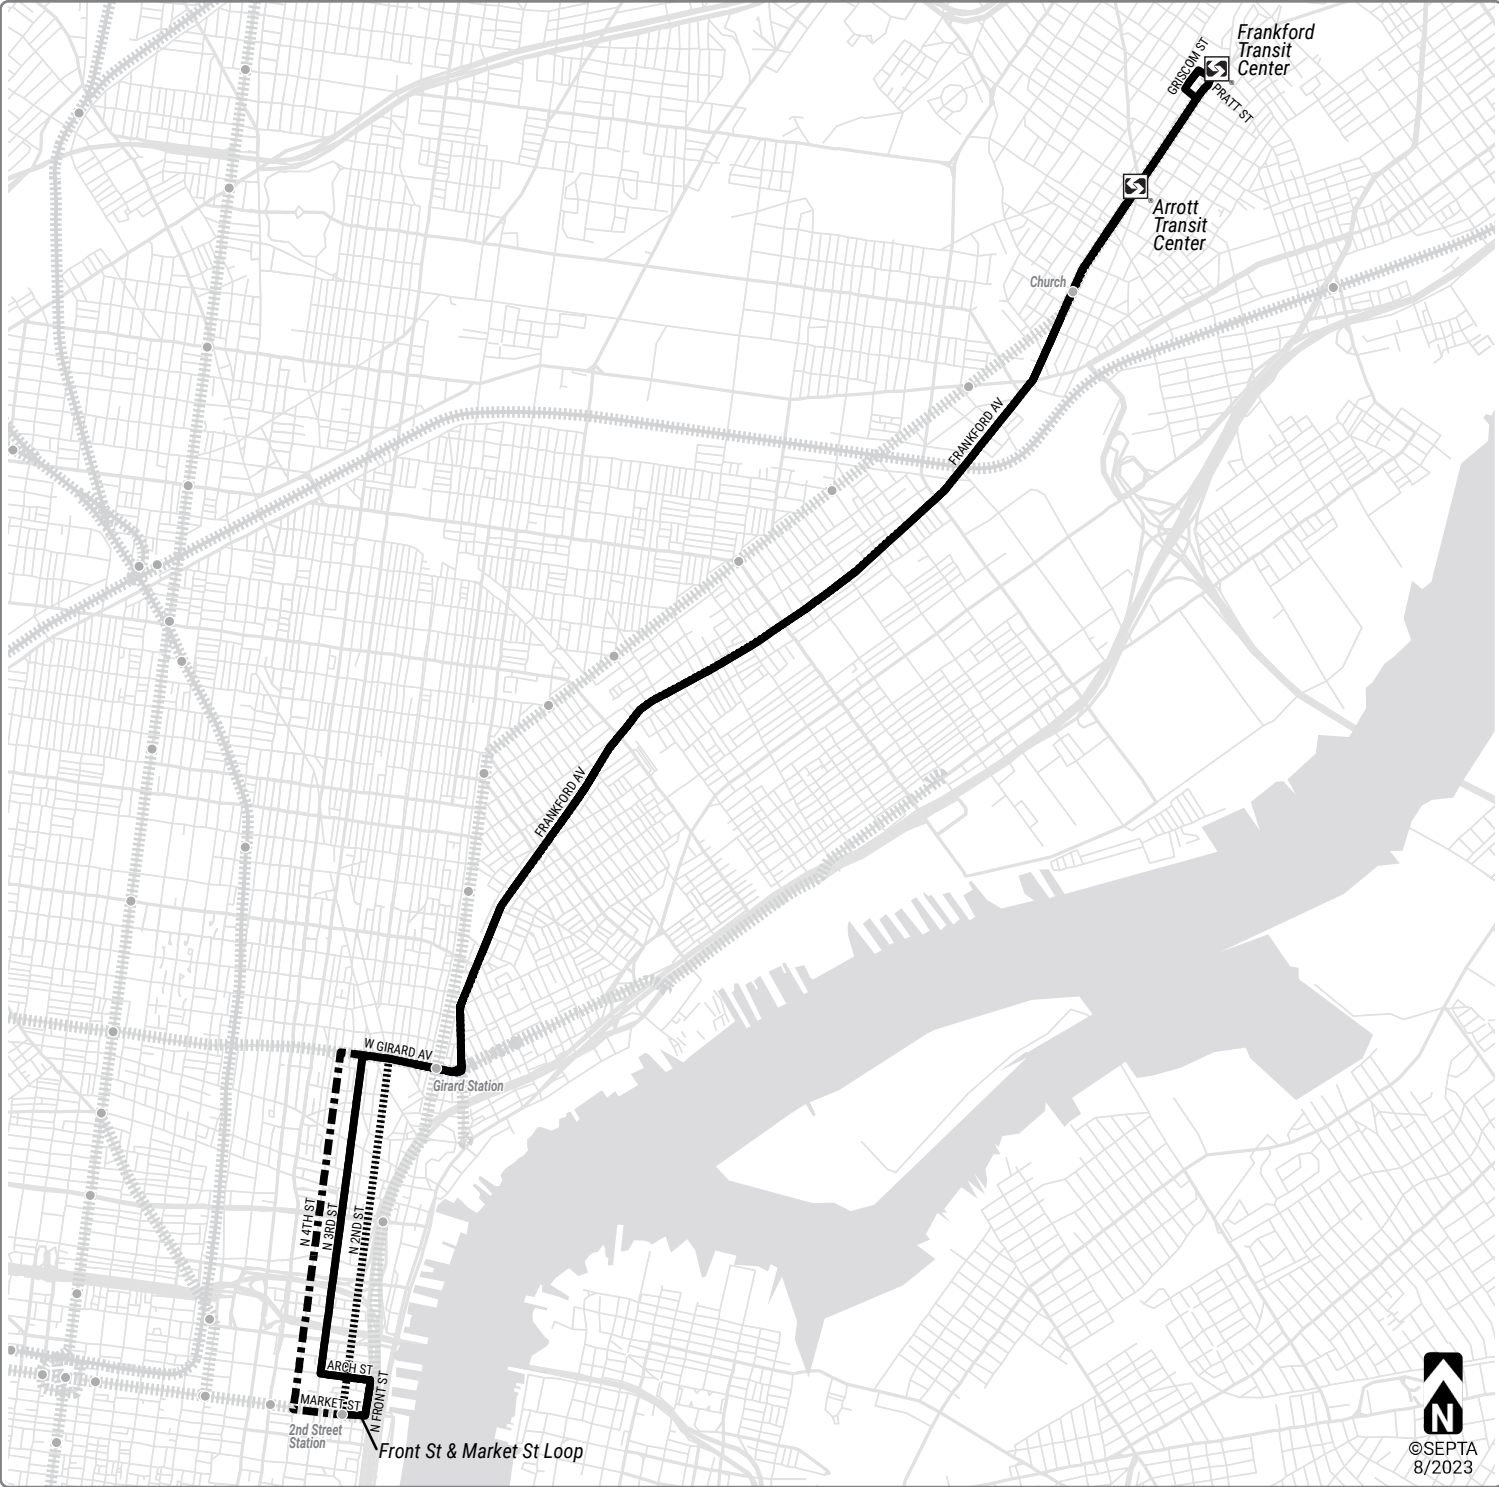 Frankford
Transit
Center
GRISCOM ST
PRATT ST
Arrott
Transit
Center
Church
FRANKFORD AV
FRANKFORD AV
W GIRARD AV
Girard Station
N 4TH ST
N 3RD ST
N 2ND ST
ARCH ST
MARKET ST
N FRONT ST
2nd Street
Station
Front St & Market St Loop
N
©SEPTA
8/2023